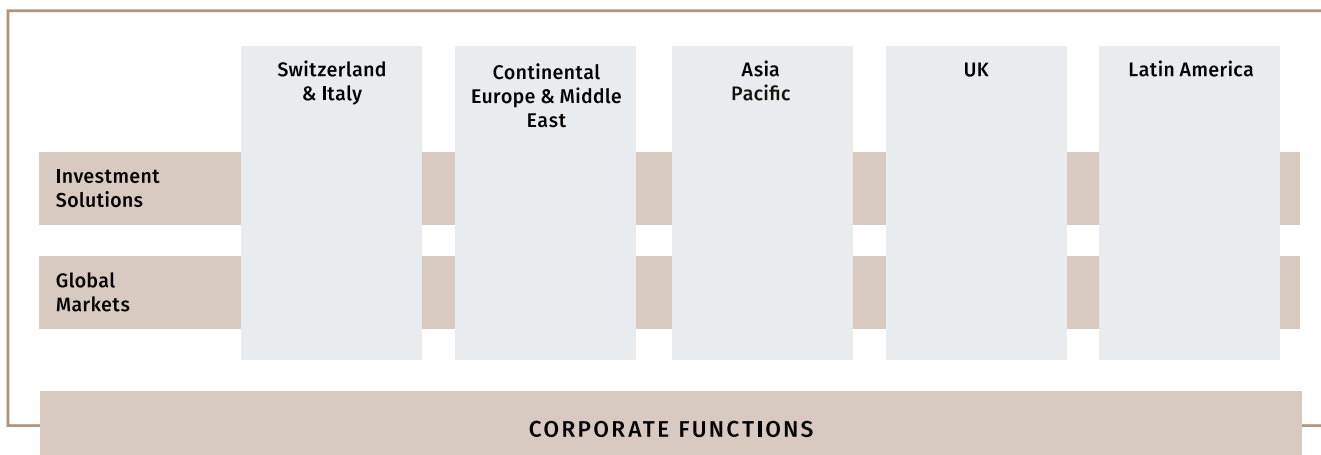 Switzerland
& Italy
Continental
Europe & Middle
East
Asia
Pacific
UK
Latin America
Investment
Solutions
Global
Markets
CORPORATE FUNCTIONS